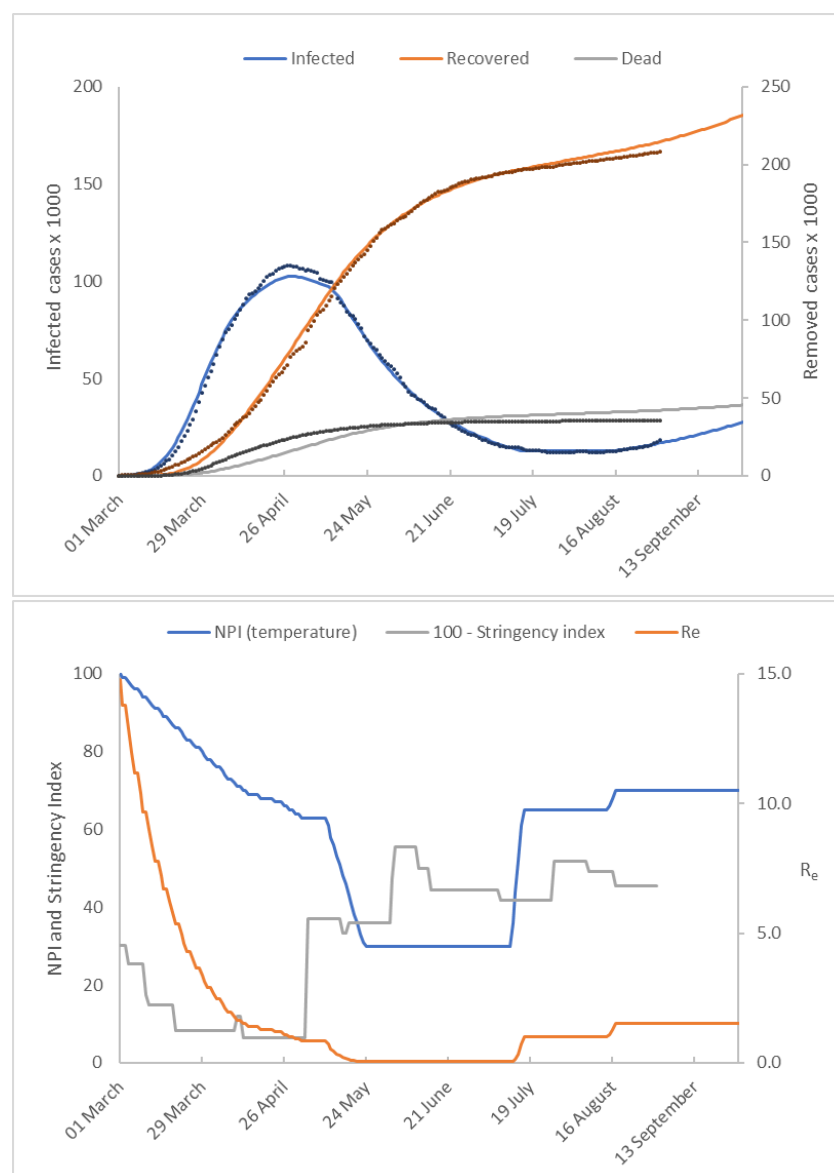 Infected Recovered Dead
200 250
150 200
100 150
50 100
0 50
0
Infected cases x 1000
Removed cases x 1000
01 March 29 March 26 April 24 May 21 June 19 July 16 August 13 September
NPI (temperature) 100 - Stringency index Re
100 15.0
80
60 10.0
40 5.0
20
0 0.0
NPI and Stringency Index
Re
01 March 29 March 26 April 24 May 21 June 19 July 16 August 13 September